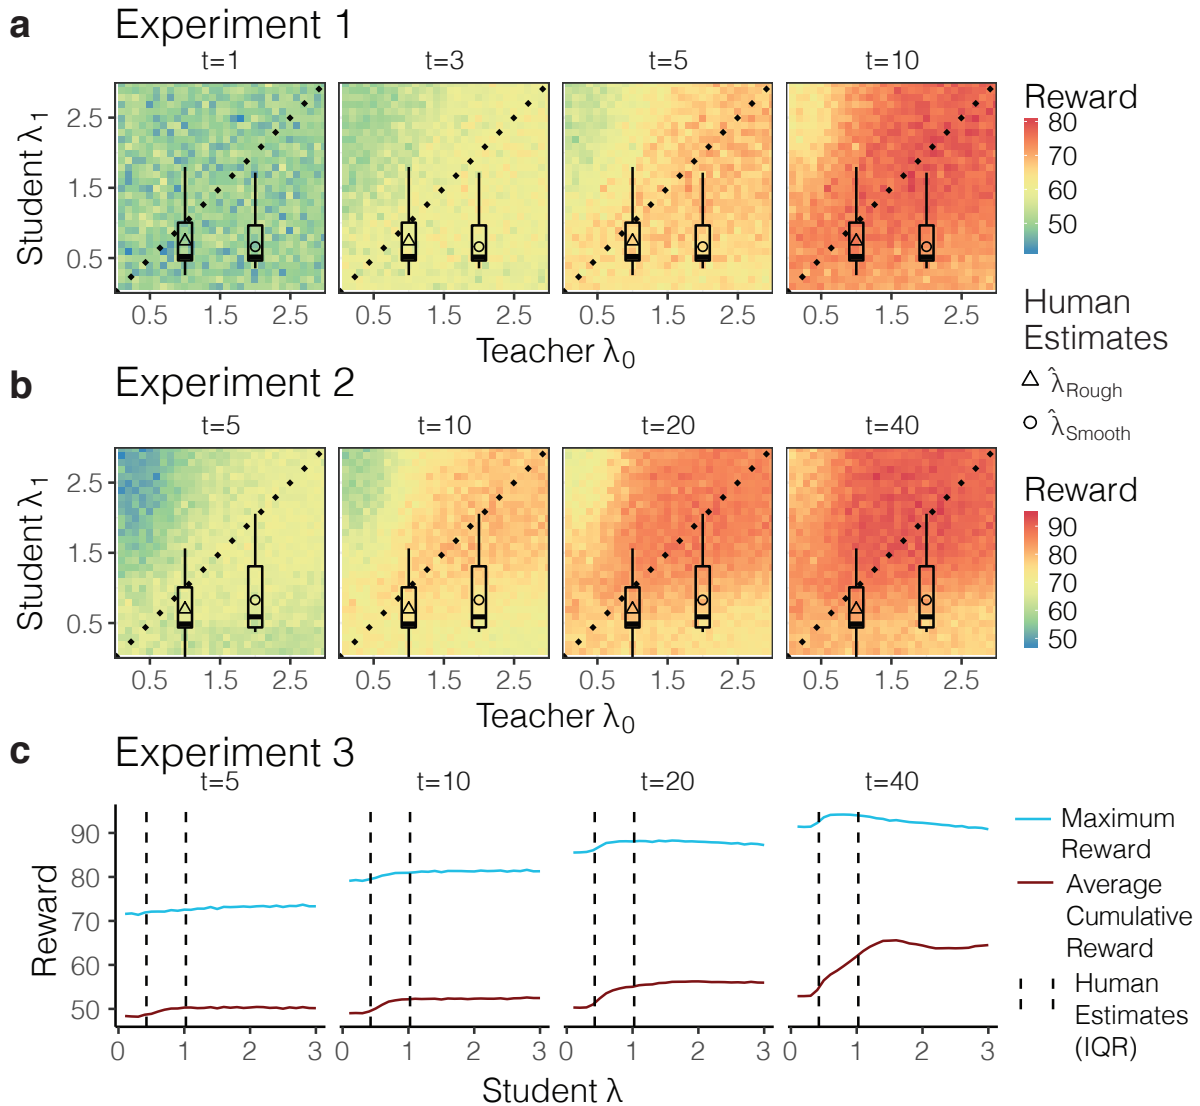 a Experiment 1
t=1 t=3 t=5 t=10
Student λ1
2.5
1.5
0.5
0.5 1.5 2.5 0.5 1.5 2.5 0.5 1.5 2.5 0.5 1.5 2.5
Teacher λ0
Reward
80
70
60
50
Human
Estimates
λ̂Rough
λ̂Smooth
b Experiment 2
t=5 t=10 t=20 t=40
Student λ1
2.5
1.5
0.5
0.5 1.5 2.5 0.5 1.5 2.5 0.5 1.5 2.5 0.5 1.5 2.5
Teacher λ0
Reward
90
80
70
60
50
c Experiment 3
t=5 t=10 t=20 t=40
Reward
90
80
70
60
50
0 1 2 3 0 1 2 3 0 1 2 3 0 1 2 3
Student λ
Maximum
Reward
Average
Cumulative
Reward
Human
Estimates
(IQR)